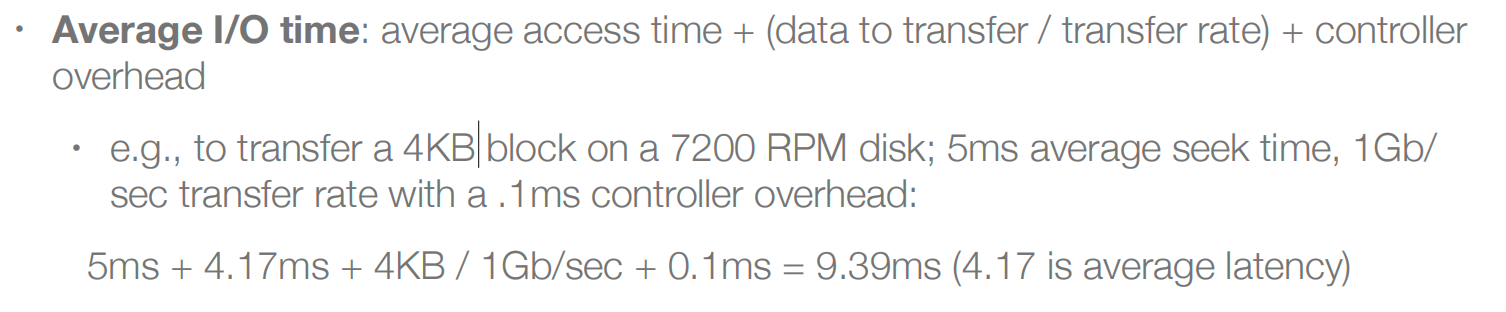 • Average I/O time: average access time + (data to transfer / transfer rate) + controller
overhead
• e.g., to transfer a 4KB block on a 7200 RPM disk; 5ms average seek time, 1Gb/
sec transfer rate with a .1ms controller overhead:
5ms + 4.17ms + 4KB / 1Gb/sec + 0.1ms = 9.39ms (4.17 is average latency)